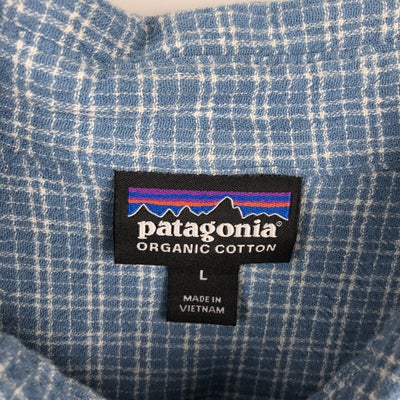 patagonia
ORGANIC COTTON
L
MADE IN
VIETNAM